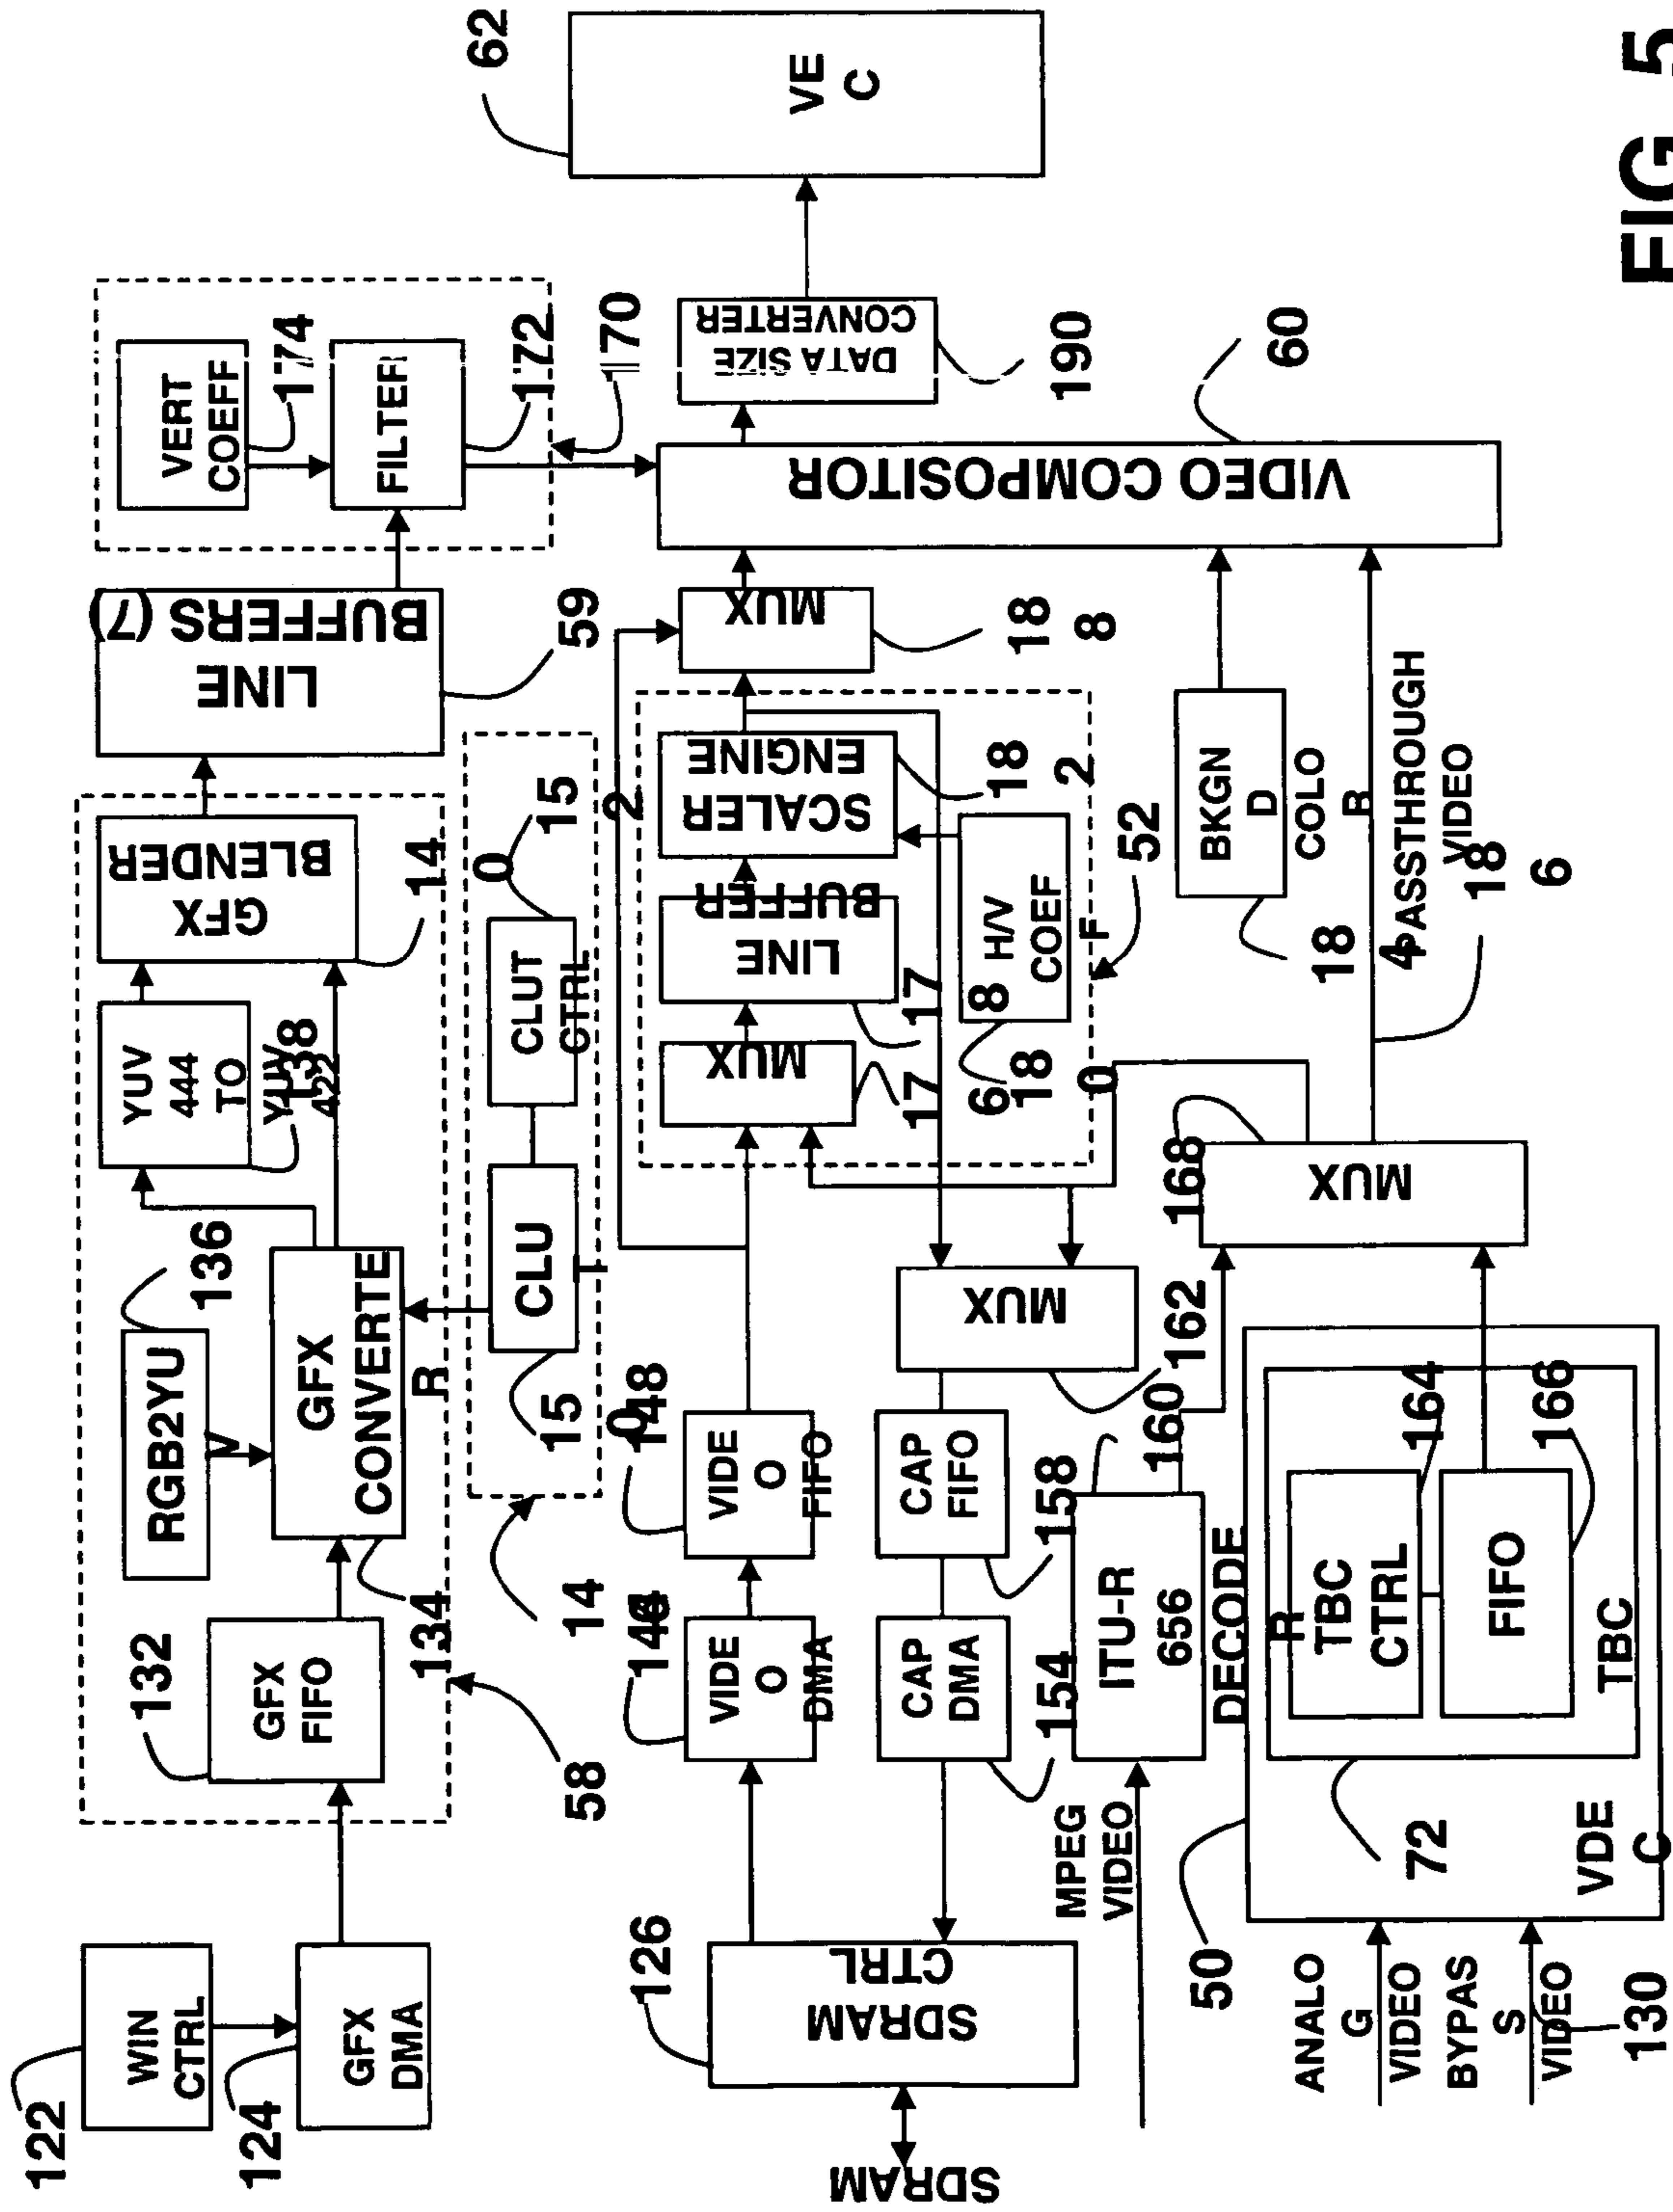 122
WIN
CTRL
124
GFX
DMA
132
GFX
FIFO
134
RGB2YU
V
136
GFX
CONVERTE
R
YUV
444
TO
YUV
422
138
GFX
BLENDER
14
58
LINE
BUFFERS (7)
59
VERT
COEFF
174
FILTER
172
170
CLU
T
15
0
CLUT
CTRL
15
2
14
SDRAM
SDRAM
CTRL
126
VIDE
O
DMA
VIDE
O
FIFO
148
CAP
DMA
154
CAP
FIFO
158
MUX
162
MUX
17
6
LINE
BUFFER
17
8
SCALER
ENGINE
18
2
H/V
COEF
F
18
0
52
MUX
18
8
VIDEO COMPOSITOR
60
DATA SIZE
CONVERTER
190
VE
C
62
BKGN
D
COLO
R
18
4
PASSTHROUGH
VIDEO
18
6
MPEG
VIDEO
ITU-R
656
DECODE
R
160
MUX
168
ANALO
G
VIDEO
BYPAS
S
VIDEO
130
50
VDE
C
72
TBC
CTRL
164
FIFO
166
TBC
FIG 5